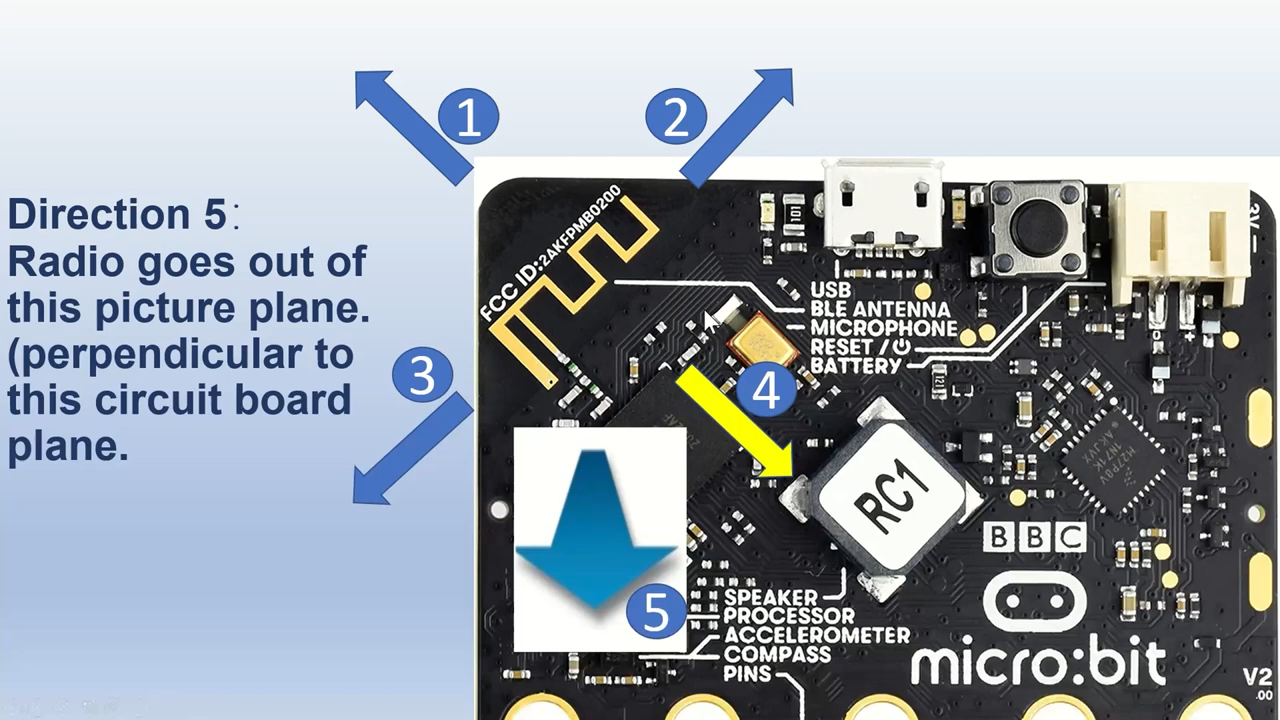 1
2
Direction 5：
Radio goes out of
this picture plane.
(perpendicular to
this circuit board
plane.
3
4
5
FCC ID:2AKFPMB0200
101
USB
BLE ANTENNA
MICROPHONE
RESET /
BATTERY
RC1
BBC
SPEAKER
PROCESSOR
ACCELEROMETER
COMPASS
PINS
micro:bit
V2
.00